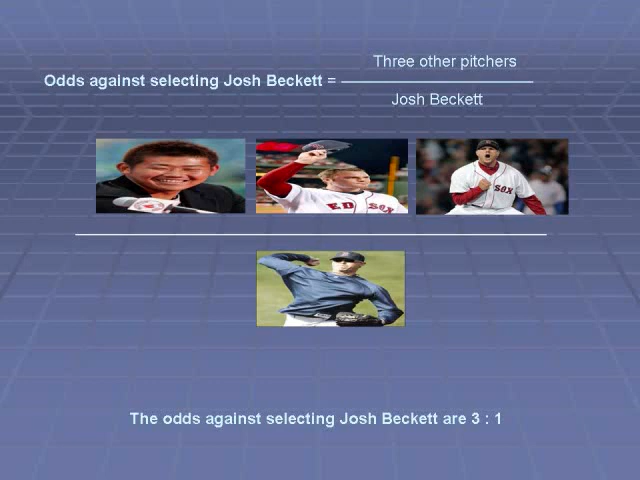 Three other pitchers
Odds against selecting Josh Beckett =
Josh Beckett
RED SOX
SOX
The odds against selecting Josh Beckett are 3 : 1